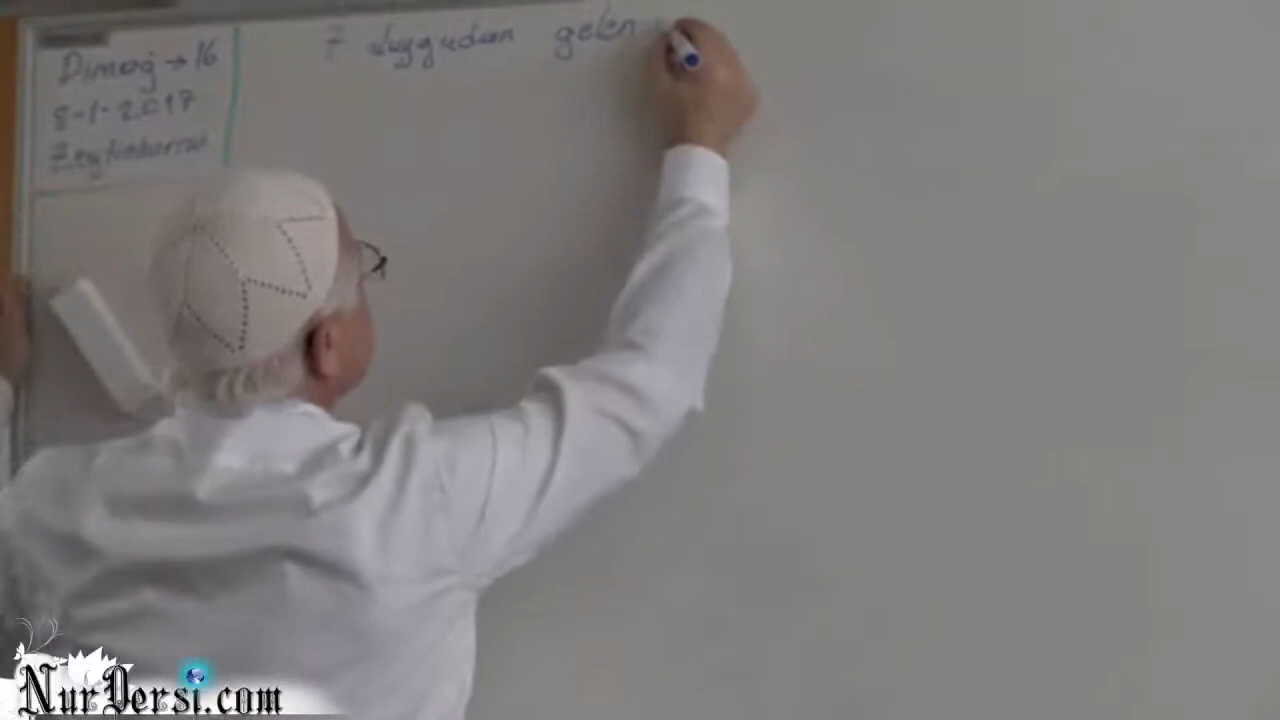 Dimağ → 16
8-1-2017
Zeytinburnu
7 duygudan gelen
NurDersi.com